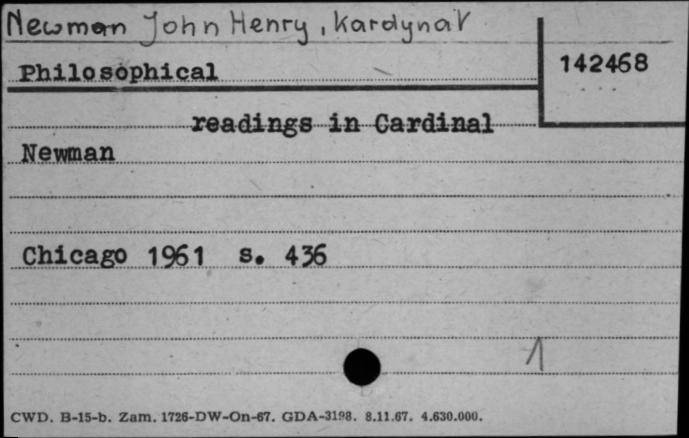 Newman John Henry, Kardynał
Philosophical
142468
readings in Cardinal
Newman
Chicago 1961 s. 436
1
CWD. B-15-b. Zam. 1726-DW-On-67. GDA-3198. 8.11.67. 4.630.000.